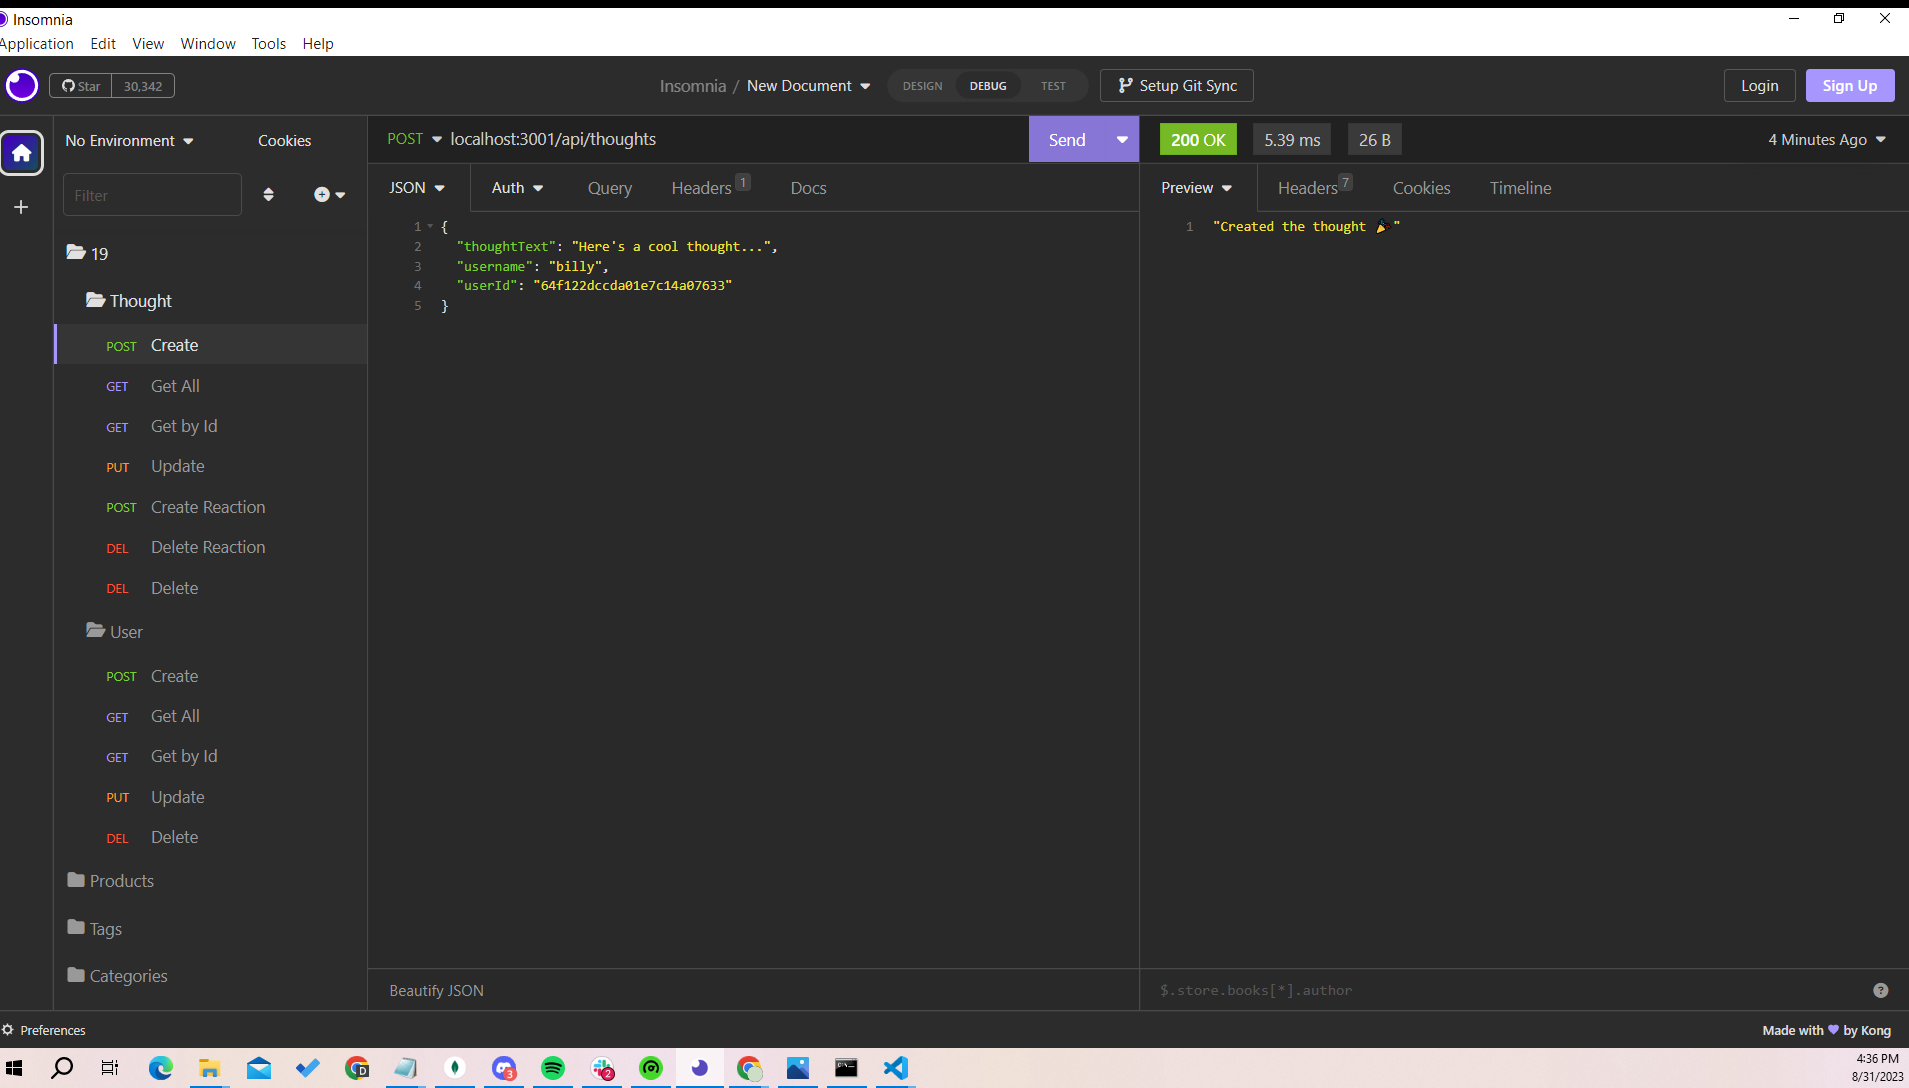 Insomnia
Application Edit View Window Tools Help
Star 30,342
Insomnia / New Document
DESIGN DEBUG TEST
Setup Git Sync
Login
Sign Up
No Environment
Cookies
Filter
19
Thought
POST Create
GET Get All
GET Get by Id
PUT Update
POST Create Reaction
DEL Delete Reaction
DEL Delete
User
POST Create
GET Get All
GET Get by Id
PUT Update
DEL Delete
Products
Tags
Categories
POST localhost:3001/api/thoughts
Send
JSON Auth Query Headers 1 Docs
1 {
2 "thoughtText": "Here's a cool thought...",
3 "username": "billy",
4 "userId": "64f122dccda01e7c14a07633"
5 }
Beautify JSON
200 OK 5.39 ms 26 B
4 Minutes Ago
Preview Headers 7 Cookies Timeline
1 "Created the thought 🎉"
$.store.books[*].author
?
Preferences
Made with 💜 by Kong
D
3
2
4:36 PM
8/31/2023